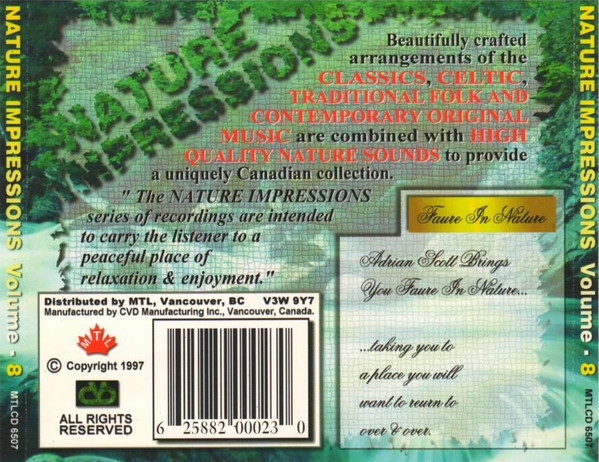 NATURE IMPRESSIONS Volume - 8 MTLCD 6507
NATURE
IMPRESSIONS
Beautifully crafted
arrangements of the
CLASSICS, CELTIC,
TRADITIONAL FOLK AND
CONTEMPORARY ORIGINAL
MUSIC are combined with HIGH
QUALITY NATURE SOUNDS to provide
a uniquely Canadian collection.
" The NATURE IMPRESSIONS
series of recordings are intended
to carry the listener to a
peaceful place of
relaxation & enjoyment."
Faure In Nature
Adrian Scott Brings
You Faure In Nature...
...taking you to
a place you will
want to reurn to
over & over.
Distributed by MTL, Vancouver, BC V3W 9Y7
Manufactured by CVD Manufacturing Inc., Vancouver, Canada.
MTL
© Copyright 1997
ALL RIGHTS
RESERVED
6 25882 00023 0
NATURE IMPRESSIONS Volume - 8 MTLCD 6507